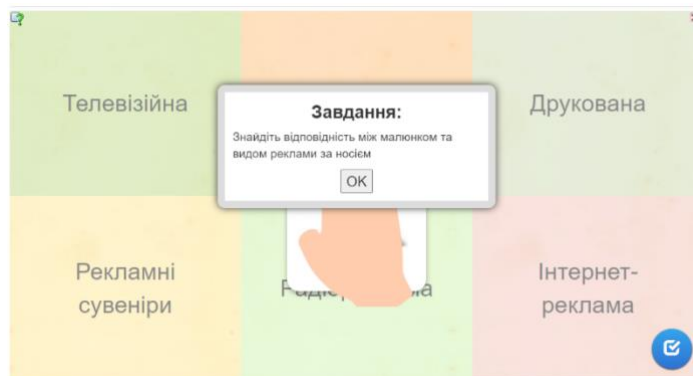 Телевізійна
Друкована
Завдання:
Знайдіть відповідність між малюнком та
видом реклами за носієм
OK
Рекламні
сувеніри
Інтернет-
реклама